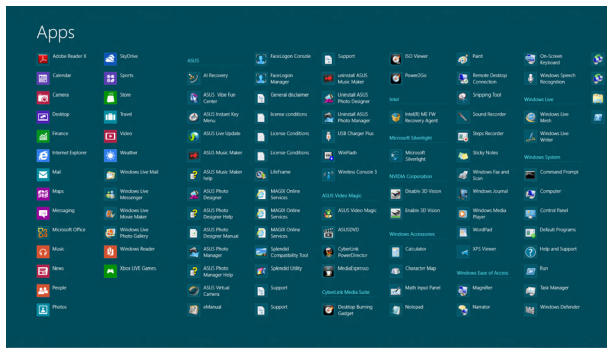 Apps
Adobe Reader X
Calendar
Camera
Desktop
Finance
Internet Explorer
Mail
Maps
Messaging
Microsoft Office
Music
News
People
Photos
SkyDrive
Sports
Store
Travel
Video
Weather
Windows Live Mail
Windows Live
Messenger
Windows Live
Movie Maker
Windows Live
Photo Gallery
Windows Reader
Xbox LIVE Games
ASUS
AI Recovery
ASUS Vibe Fun
Center
ASUS Instant Key
Menu
ASUS Live Update
ASUS Music Maker
ASUS Music Maker
help
ASUS Photo
Designer
ASUS Photo
Designer Help
ASUS Photo
Designer Manual
ASUS Photo
Manager
ASUS Photo
Manager Help
ASUS Virtual
Camera
eManual
FaceLogon Console
FaceLogon
Manager
General disclaimer
license conditions
License Conditions
License Conditions
LifeFrame
MAGIX Online
Services
MAGIX Online
Services
MAGIX Online
Services
Splendid
Compatibility Tool
Splendid Utility
Support
Support
Support
uninstall ASUS
Music Maker
Uninstall ASUS
Photo Designer
Uninstall ASUS
Photo Manager
USB Charger Plus
WinFlash
Wireless Console 3
ASUS Video Magic
ASUS Video Magic
ASUSDVD
CyberLink
PowerDirector
MediaEspresso
CyberLink Media Suite
Desktop Burning
Gadget
ISO Viewer
Power2Go
Intel
Intel(R) ME FW
Recovery Agent
Microsoft Silverlight
Microsoft
Silverlight
NVIDIA Corporation
Disable 3D Vision
Enable 3D Vision
Windows Accessories
Calculator
Character Map
Math Input Panel
Notepad
Paint
Remote Desktop
Connection
Snipping Tool
Sound Recorder
Steps Recorder
Sticky Notes
Windows Fax and
Scan
Windows Journal
Windows Media
Player
WordPad
XPS Viewer
Windows Ease of Access
Magnifier
Narrator
On-Screen
Keyboard
Windows Speech
Recognition
Windows Live
Windows Live
Mesh
Windows Live
Writer
Windows System
Command Prompt
Computer
Control Panel
Default Programs
Help and Support
Run
Task Manager
Windows Defender